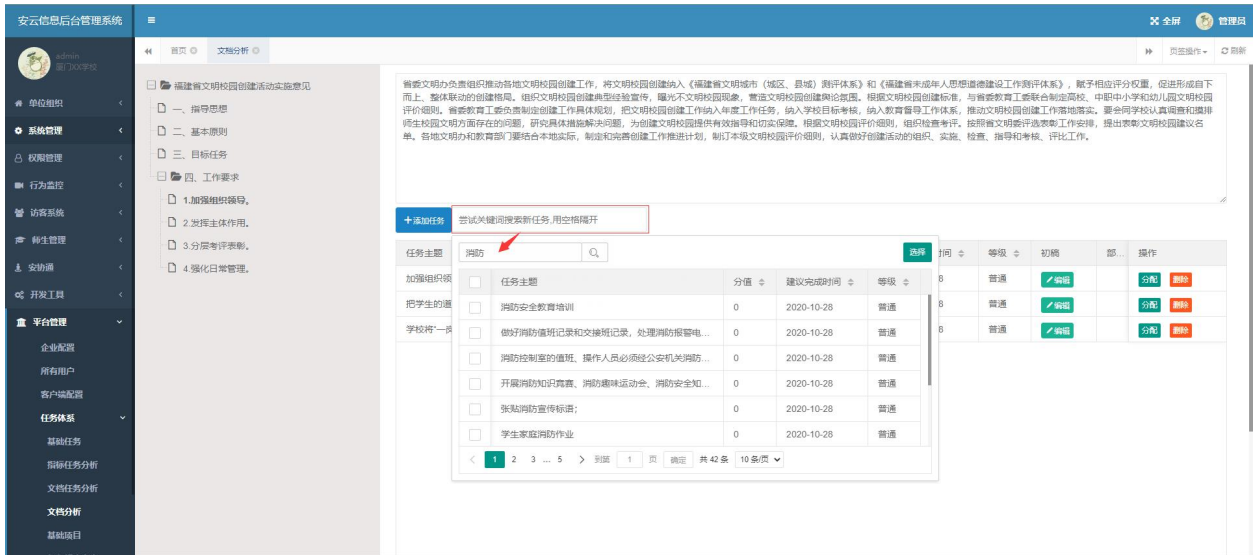 安云信息后台管理系统
全屏 管理员
admin
厦门XX学校
首页 文档分析
页签操作 刷新
单位组织
系统管理
权限管理
行为监控
访客系统
师生管理
安协通
开发工具
平台管理
企业配置
所有用户
客户端配置
任务体系
基础任务
指标任务分析
文档任务分析
文档分析
基础项目
福建省文明校园创建活动实施意见
一、指导思想
二、基本原则
三、目标任务
四、工作要求
1.加强组织领导。
2.发挥主体作用。
3.分层考评表彰。
4.强化日常管理。
省委文明办负责组织推动各地文明校园创建工作，将文明校园创建纳入《福建省文明城市（城区、县城）测评体系》和《福建省未成年人思想道德建设工作测评体系》，赋予相应评分权重，促进形成自下
而上、整体联动的创建格局。组织文明校园创建典型经验宣传，曝光不文明校园现象，营造文明校园创建舆论氛围。根据文明校园创建标准，与省委教育工委联合制定高校、中职中小学和幼儿园文明校园
评价细则。省委教育工委负责制定创建工作具体规划，把文明校园创建工作纳入年度工作任务，纳入学校目标考核，纳入教育督导工作体系，推动文明校园创建工作落地落实。要会同学校认真调查和摸排
师生校园文明方面存在的问题，研究具体措施解决问题，为创建文明校园提供有效指导和切实保障。根据文明校园评价细则，组织检查考评。按照省文明委评选表彰工作安排，提出表彰文明校园建议名
单。各地文明办和教育部门要结合本地实际，制定和完善创建工作推进计划，制订本级文明校园评价细则，认真做好创建活动的组织、实施、检查、指导和考核、评比工作。
+添加任务 尝试关键词搜索新任务,用空格隔开
任务主题 时间 等级 初稿 部... 操作
加强组织领 8 普通 编辑 分配 删除
把学生的道 8 普通 编辑 分配 删除
学校将“一岗 8 普通 编辑 分配 删除
消防 选择
任务主题 分值 建议完成时间 等级
消防安全教育培训 0 2020-10-28 普通
做好消防值班记录和交接班记录，处理消防报警电... 0 2020-10-28 普通
消防控制室的值班、操作人员必须经公安机关消防... 0 2020-10-28 普通
开展消防知识竞赛、消防趣味运动会、消防安全知... 0 2020-10-28 普通
张贴消防宣传标语; 0 2020-10-28 普通
学生家庭消防作业 0 2020-10-28 普通
1 2 3 ... 5 到第 1 页 确定 共 42 条 10 条/页